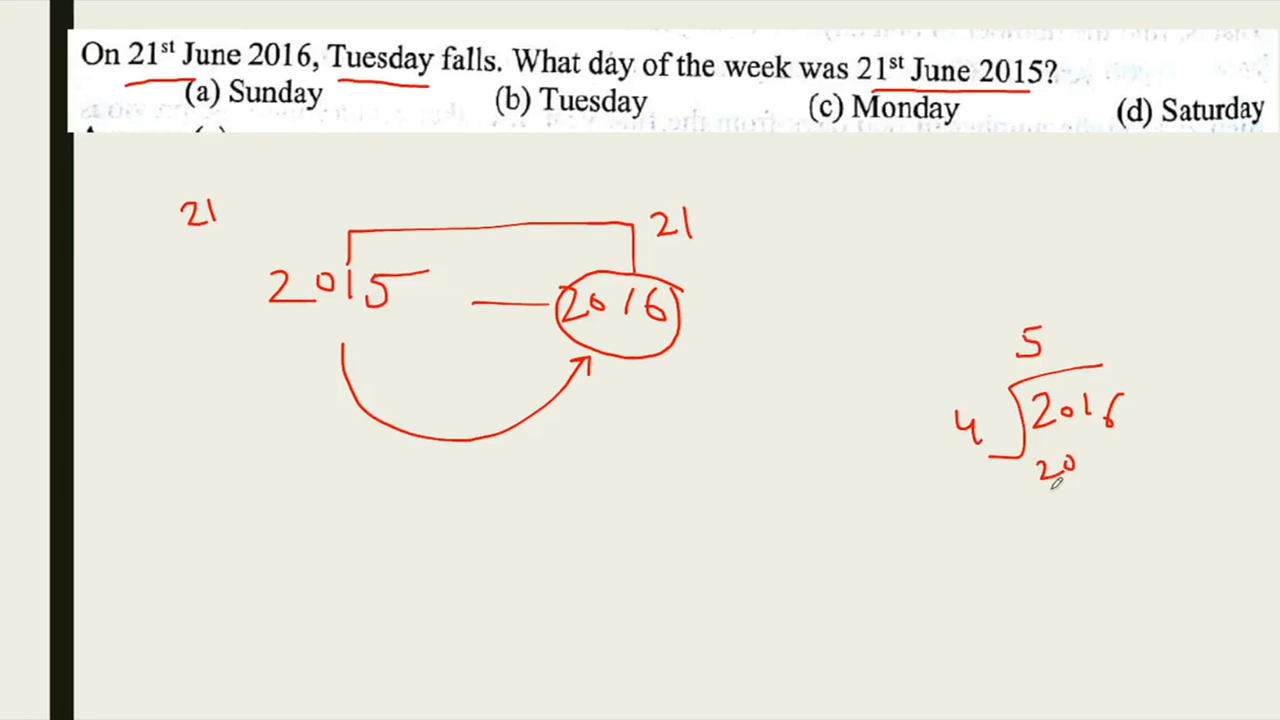 On 21st June 2016, Tuesday falls. What day of the week was 21st June 2015?
(a) Sunday (b) Tuesday (c) Monday (d) Saturday
21 21
2015 2016
5
4 2016
20